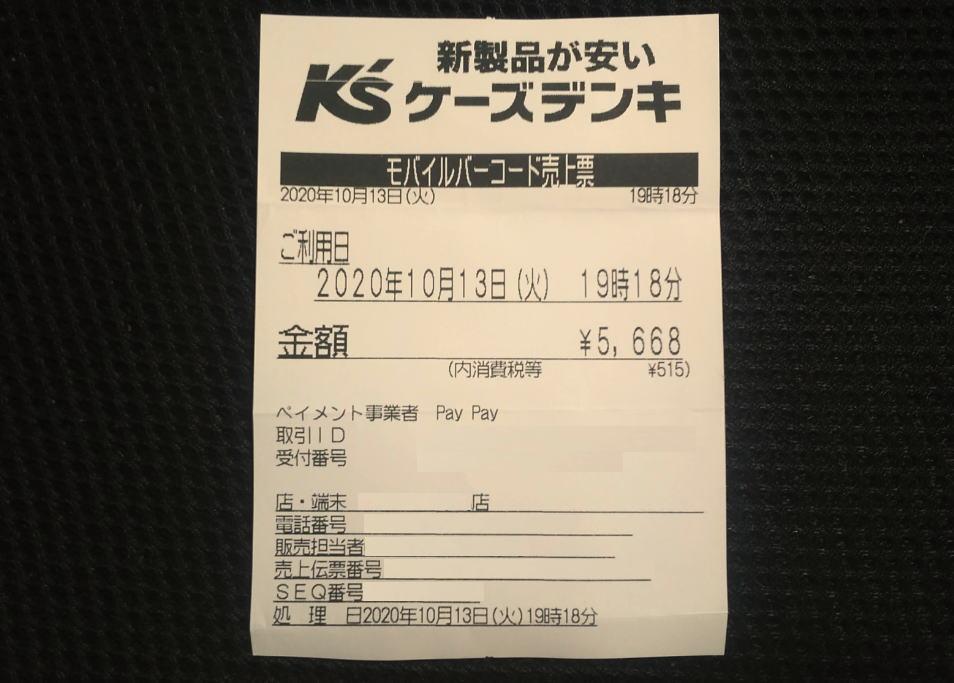 新製品が安い
K's ケーズデンキ
モバイルバーコード売上票
2020年10月13日(火) 19時18分
ご利用日
2020年10月13日(火) 19時18分
金額 ¥5,668
(内消費税等 ¥515)
ペイメント事業者 Pay Pay
取引ID
受付番号
店・端末 店
電話番号
販売担当者
売上伝票番号
SEQ番号
処 理 日2020年10月13日(火)19時18分